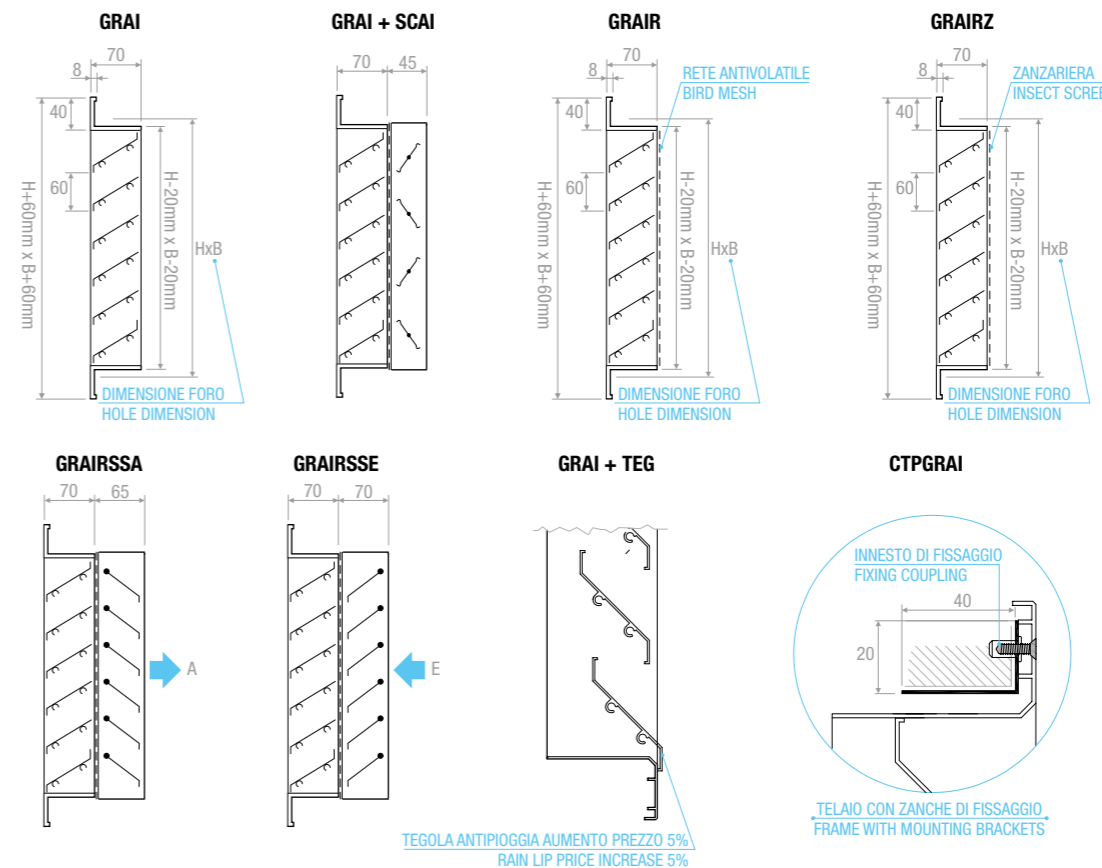 GRAI
70
8
40
60
H+60mm x B+60mm
H-20mm x B-20mm
HxB
DIMENSIONE FORO
HOLE DIMENSION
GRAI + SCAI
70
45
GRAIR
70
8
40
60
H+60mm x B+60mm
H-20mm x B-20mm
HxB
RETE ANTIVOLATILE
BIRD MESH
DIMENSIONE FORO
HOLE DIMENSION
GRAIRZ
70
8
40
60
H+60mm x B+60mm
H-20mm x B-20mm
HxB
ZANZARIERA
INSECT SCREE
DIMENSIONE FORO
HOLE DIMENSION
GRAIRSSA
70
65
A
GRAIRSSE
70
70
E
GRAI + TEG
TEGOLA ANTIPIOGGIA AUMENTO PREZZO 5%
RAIN LIP PRICE INCREASE 5%
CTPGRAI
INNESTO DI FISSAGGIO
FIXING COUPLING
40
20
TELAIO CON ZANCHE DI FISSAGGIO
FRAME WITH MOUNTING BRACKETS